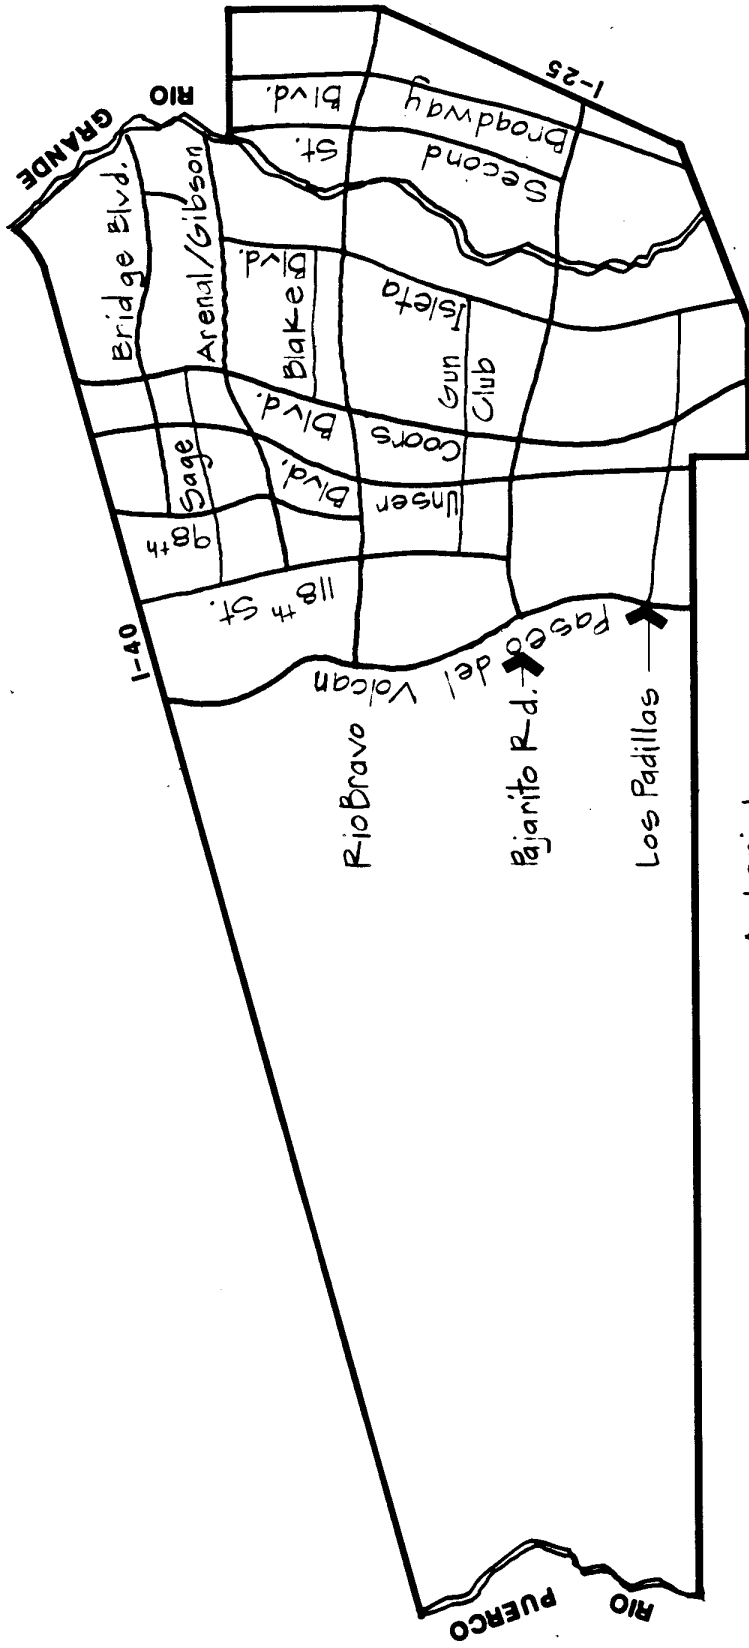 RIO
GRANDE
Bridge Blvd.
Arenal/Gibson
Blvd.
Broadway
St.
Second
I-25
Blvd.
Isleta
Blake
Gun
Club
Blvd.
Coors
Sage
Blvd.
Unser
98th
118th St.
I-40
Paseo del Volcan
Rio Bravo
Pajarito Rd.
Los Padillas
RIO
PUERCO